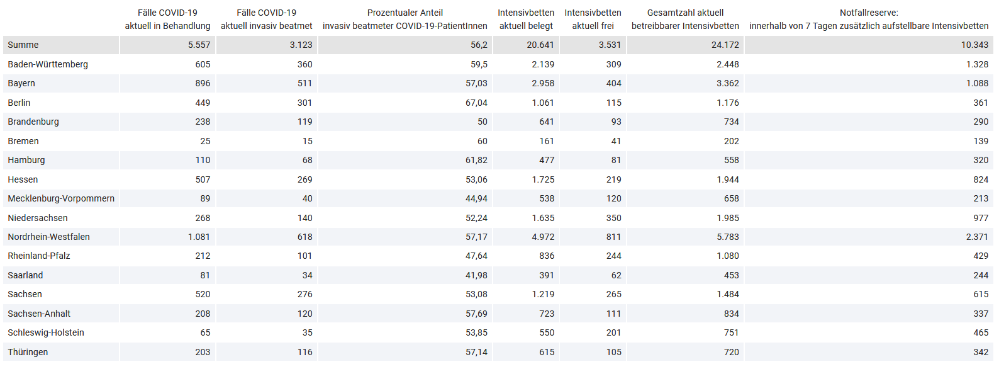 Fälle COVID-19 Fälle COVID-19 Prozentualer Anteil Intensivbetten Intensivbetten Gesamtzahl aktuell Notfallreserve:
aktuell in Behandlung aktuell invasiv beatmet invasiv beatmeter COVID-19-PatientInnen aktuell belegt aktuell frei betreibbarer Intensivbetten innerhalb von 7 Tagen zusätzlich aufstellbare Intensivbetten
Summe 5.557 3.123 56,2 20.641 3.531 24.172 10.343
Baden-Württemberg 605 360 59,5 2.139 309 2.448 1.328
Bayern 896 511 57,03 2.958 404 3.362 1.088
Berlin 449 301 67,04 1.061 115 1.176 361
Brandenburg 238 119 50 641 93 734 290
Bremen 25 15 60 161 41 202 139
Hamburg 110 68 61,82 477 81 558 320
Hessen 507 269 53,06 1.725 219 1.944 824
Mecklenburg-Vorpommern 89 40 44,94 538 120 658 213
Niedersachsen 268 140 52,24 1.635 350 1.985 977
Nordrhein-Westfalen 1.081 618 57,17 4.972 811 5.783 2.371
Rheinland-Pfalz 212 101 47,64 836 244 1.080 429
Saarland 81 34 41,98 391 62 453 244
Sachsen 520 276 53,08 1.219 265 1.484 615
Sachsen-Anhalt 208 120 57,69 723 111 834 337
Schleswig-Holstein 65 35 53,85 550 201 751 465
Thüringen 203 116 57,14 615 105 720 342